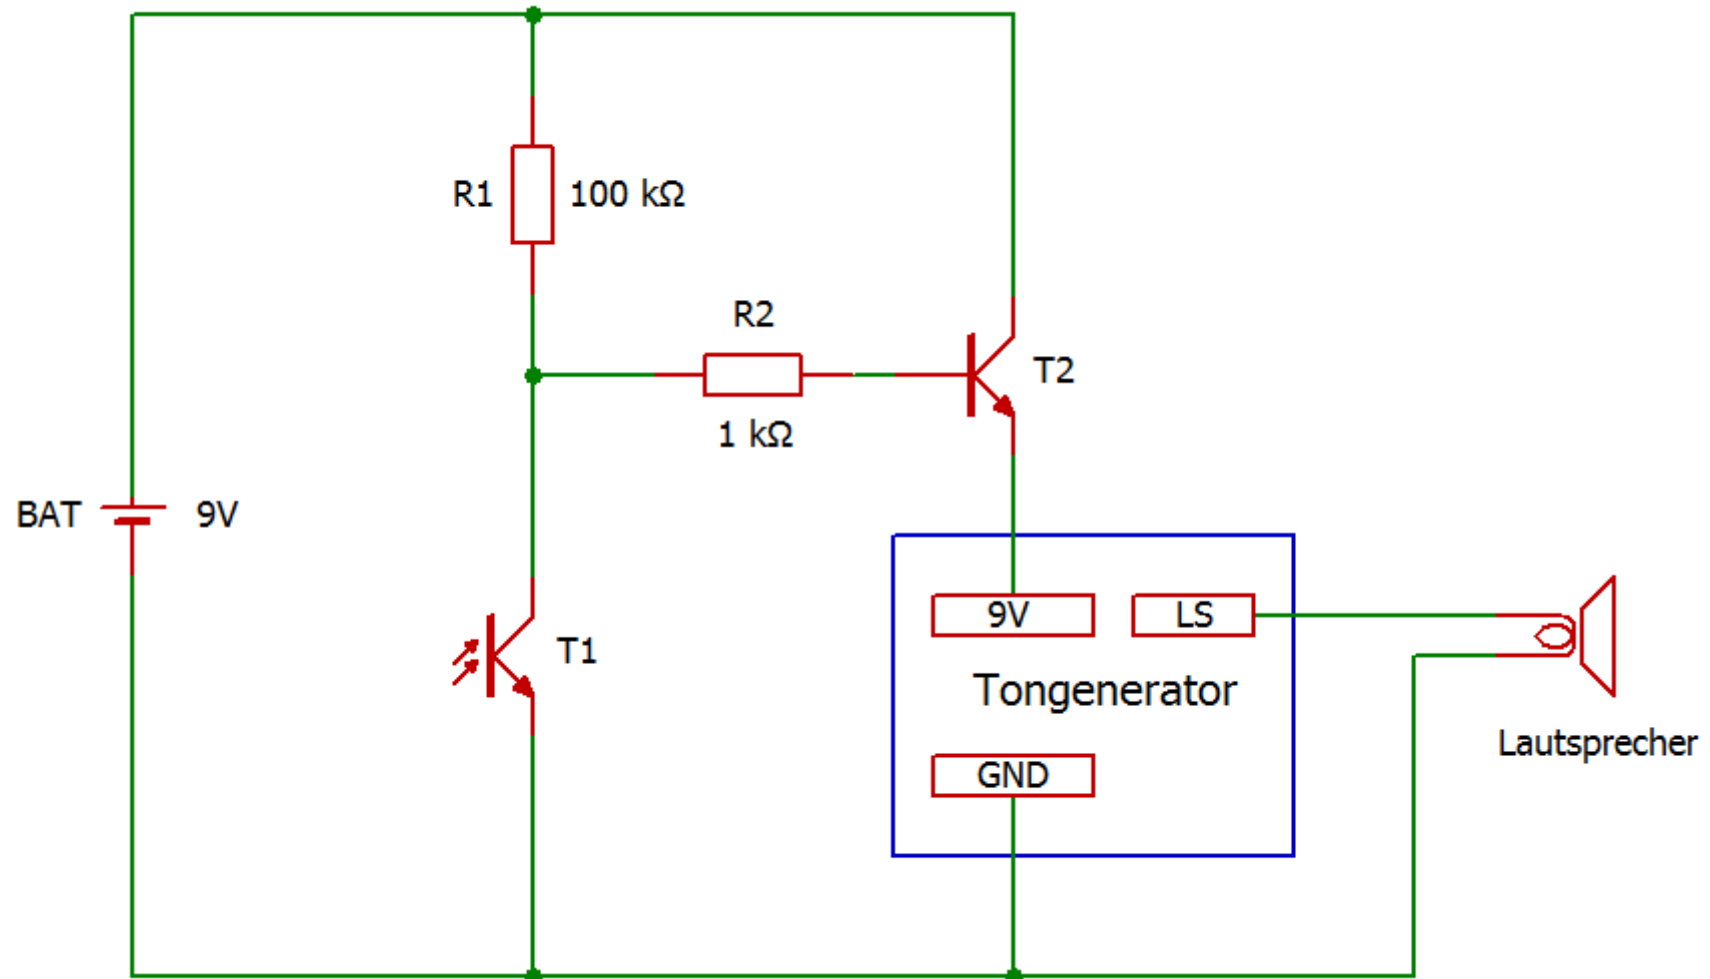 R1 100 kΩ
R2
T2
1 kΩ
BAT 9V
9V LS
T1
Tongenerator
Lautsprecher
GND